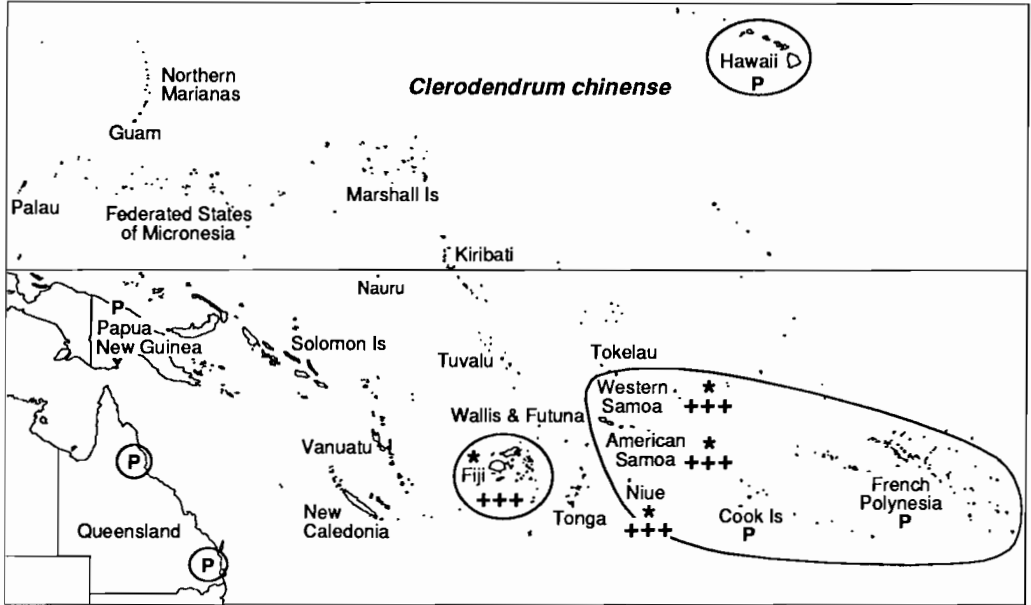 Northern
Marianas
Guam
Clerodendrum chinense
Hawaii
P
Palau
Federated States
of Micronesia
Marshall Is
Kiribati
Nauru
P
Papua
New Guinea
Solomon Is
Tuvalu
Tokelau
Western
Samoa
*
+++
Wallis & Futuna
American
Samoa
*
+++
Vanuatu
*
Fiji
+++
P
Niue
*
+++
French
Polynesia
P
New
Caledonia
Tonga
Cook Is
P
Queensland
P